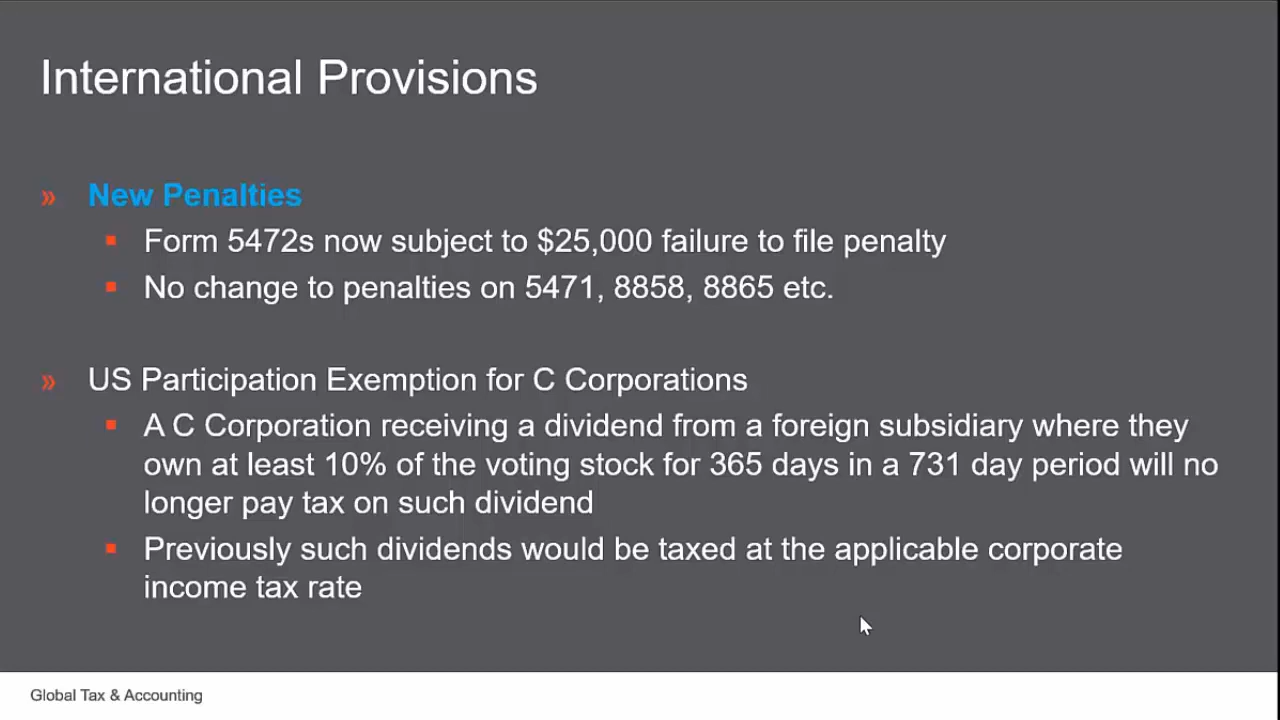 International Provisions
» New Penalties
▪ Form 5472s now subject to $25,000 failure to file penalty
▪ No change to penalties on 5471, 8858, 8865 etc.
» US Participation Exemption for C Corporations
▪ A C Corporation receiving a dividend from a foreign subsidiary where they
own at least 10% of the voting stock for 365 days in a 731 day period will no
longer pay tax on such dividend
▪ Previously such dividends would be taxed at the applicable corporate
income tax rate
Global Tax & Accounting